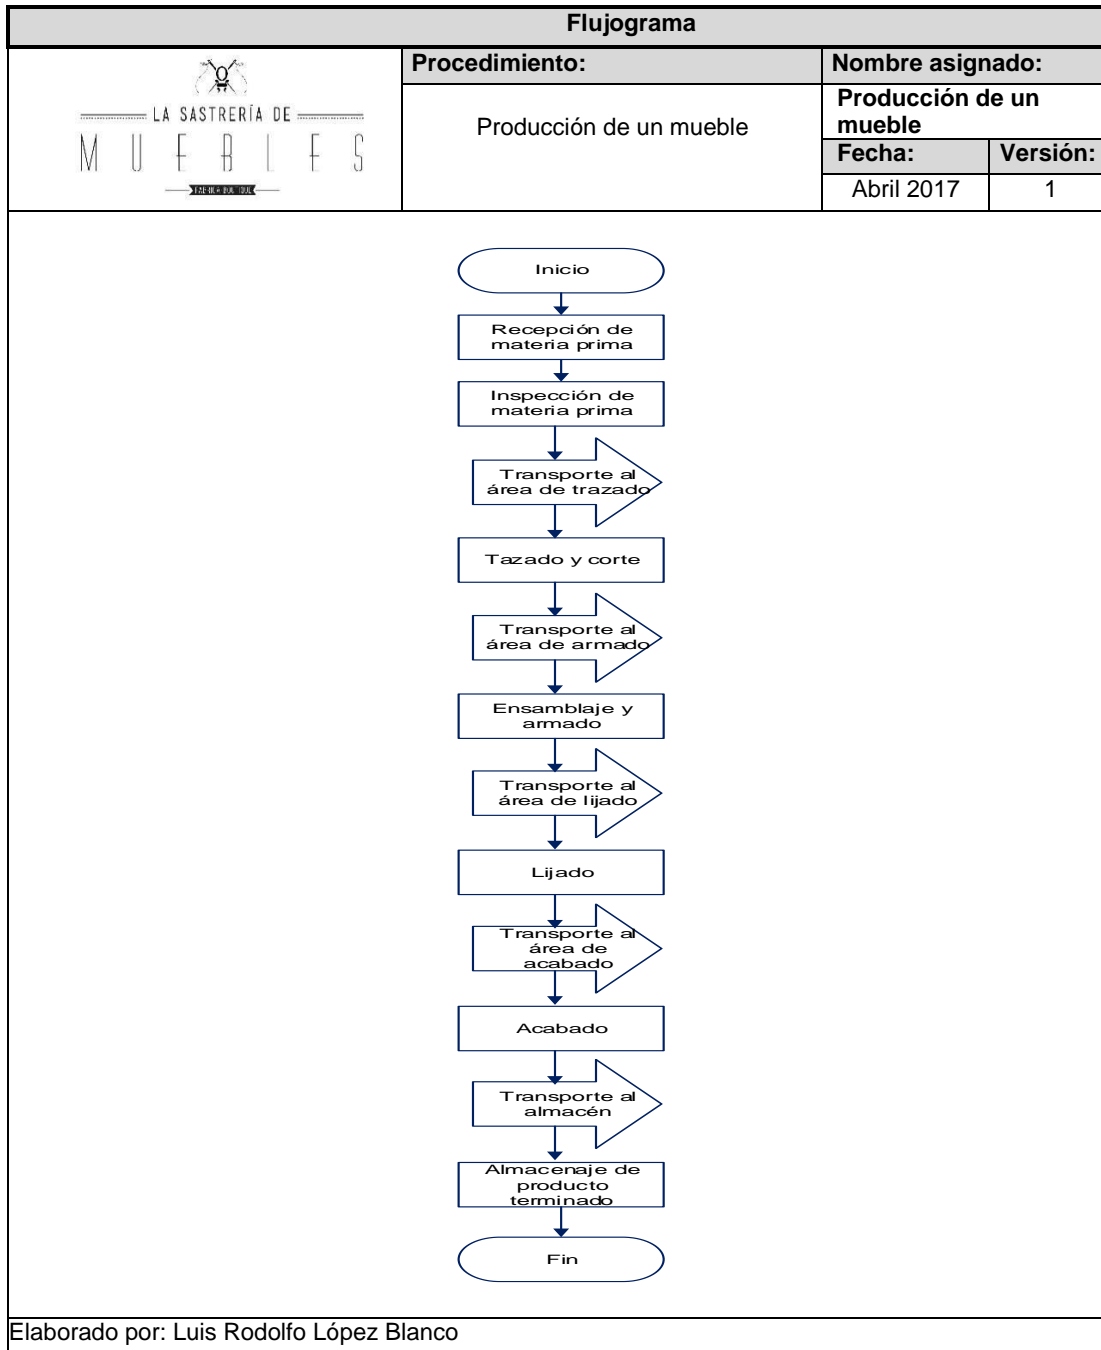 Flujograma
LA SASTRERÍA DE
MUEBLES
FABRICA BOUTIQUE
Procedimiento:
Nombre asignado:
Producción de un mueble
Producción de un
mueble
Fecha:
Versión:
Abril 2017
1
Inicio
Recepción de
materia prima
Inspección de
materia prima
Transporte al
área de trazado
Tazado y corte
Transporte al
área de armado
Ensamblaje y
armado
Transporte al
área de lijado
Lijado
Transporte al
área de
acabado
Acabado
Transporte al
almacén
Almacenaje de
producto
terminado
Fin
Elaborado por: Luis Rodolfo López Blanco